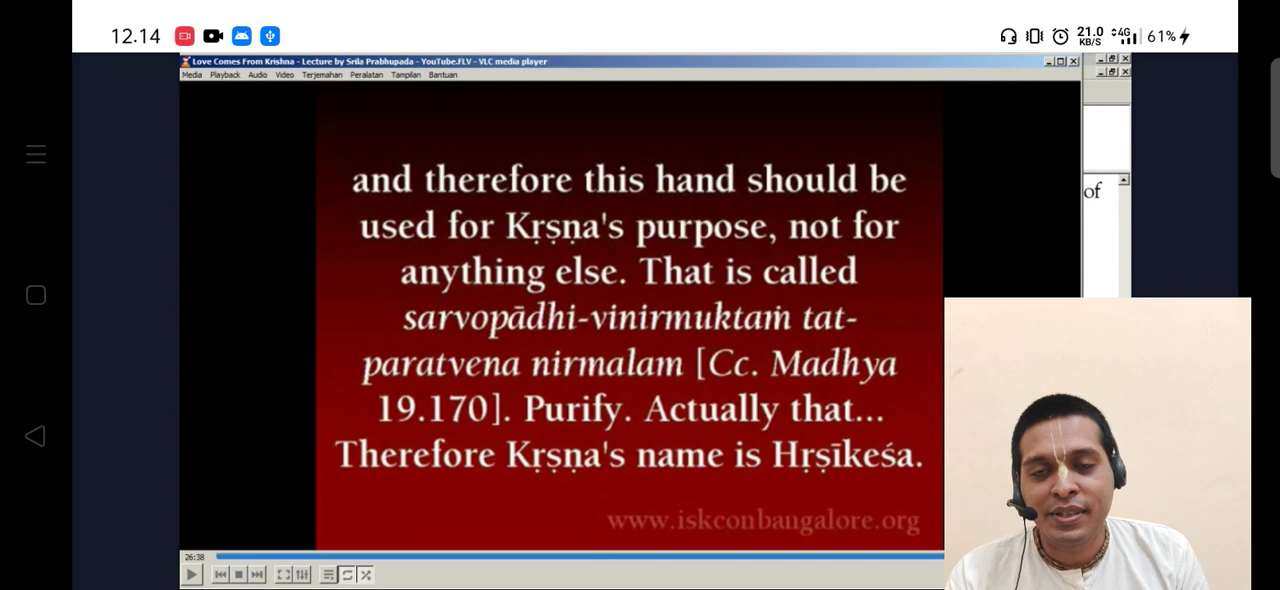 12.14
21.0
KB/S
4G
61%
Love Comes From Krishna - Lecture by Srila Prabhupada - YouTube.FLV - VLC media player
Media Playback Audio Video Terjemahan Peralatan Tampilan Bantuan
and therefore this hand should be
used for Kṛṣṇa's purpose, not for
anything else. That is called
sarvopādhi-vinirmuktaṁ tat-
paratvena nirmalam [Cc. Madhya
19.170]. Purify. Actually that...
Therefore Kṛṣṇa's name is Hṛṣīkeśa.
www.iskconbangalore.org
of
26:38